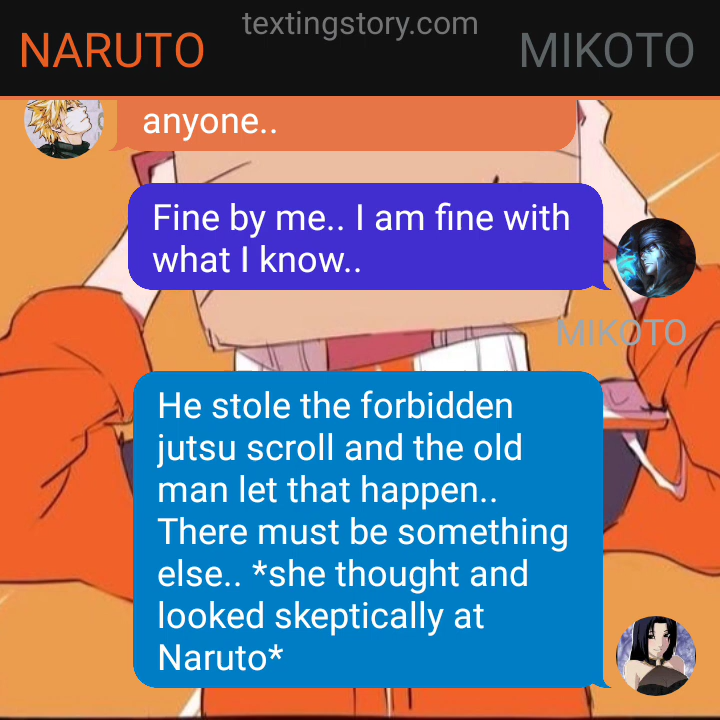 textingstory.com
NARUTO
MIKOTO
anyone..
Fine by me.. I am fine with
what I know..
MIKOTO
He stole the forbidden
jutsu scroll and the old
man let that happen..
There must be something
else.. *she thought and
looked skeptically at
Naruto*